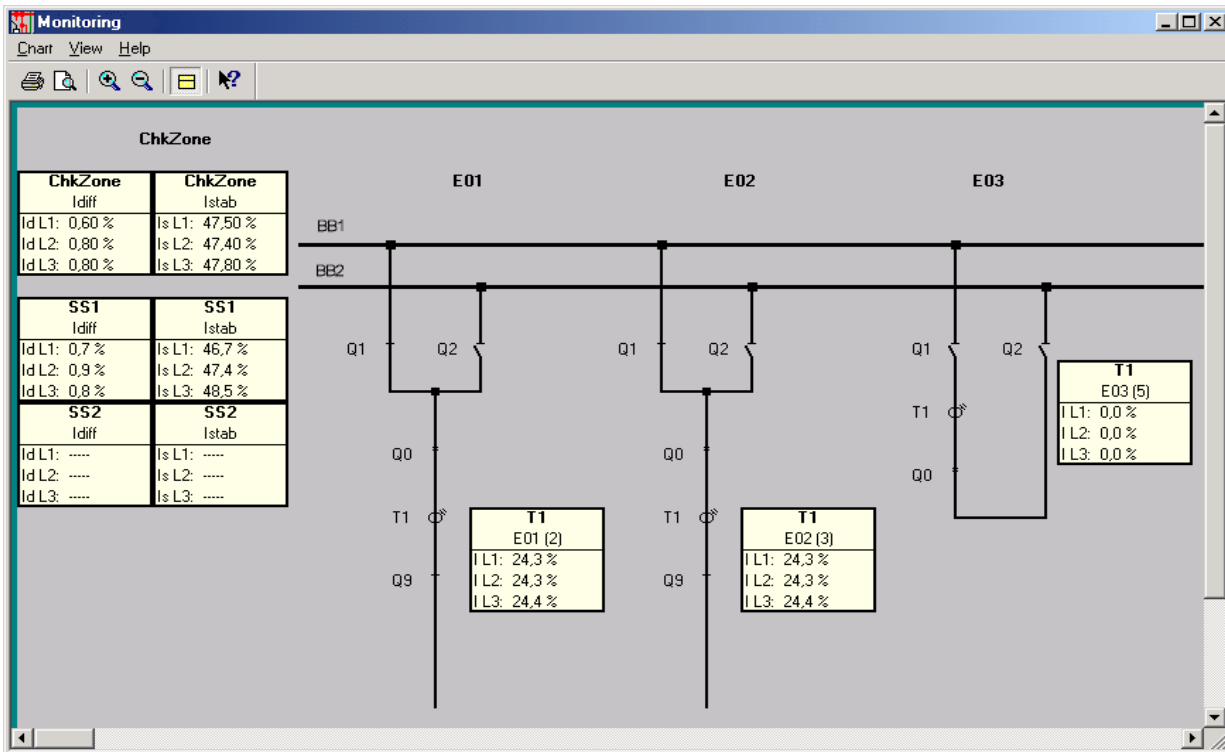 Monitoring
Chart View Help
ChkZone
ChkZone ChkZone
Idiff Istab
Id L1: 0,60 % Is L1: 47,50 %
Id L2: 0,80 % Is L2: 47,40 %
Id L3: 0,80 % Is L3: 47,80 %
SS1 SS1
Idiff Istab
Id L1: 0,7 % Is L1: 46,7 %
Id L2: 0,9 % Is L2: 47,4 %
Id L3: 0,8 % Is L3: 48,5 %
SS2 SS2
Idiff Istab
Id L1: ----- Is L1: -----
Id L2: ----- Is L2: -----
Id L3: ----- Is L3: -----
E01 E02 E03
BB1
BB2
Q1 Q2 Q1 Q2 Q1 Q2
T1
E03 (5)
I L1: 0,0 %
I L2: 0,0 %
I L3: 0,0 %
T1
Q0 Q0 Q0
T1 T1
T1
E01 (2)
I L1: 24,3 %
I L2: 24,3 %
I L3: 24,4 %
T1
E02 (3)
I L1: 24,3 %
I L2: 24,3 %
I L3: 24,4 %
Q9 Q9